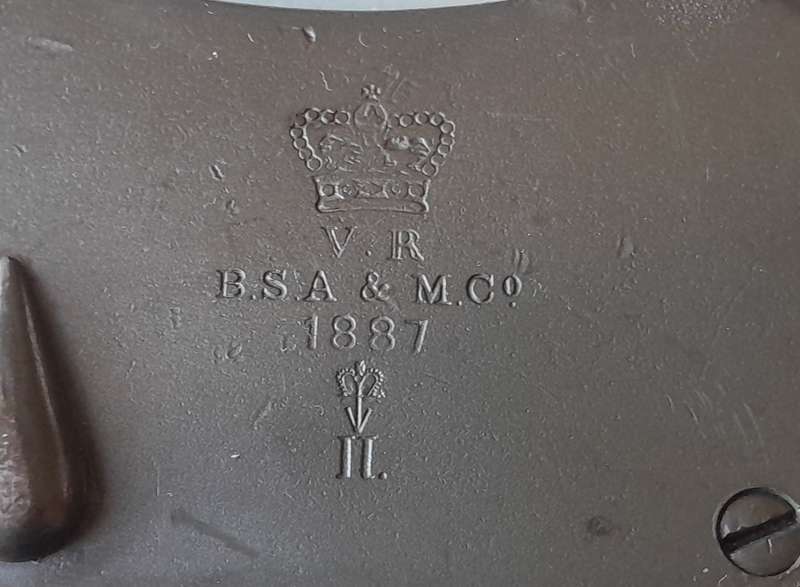 V. R
B.S.A & M.Co
1887
II.